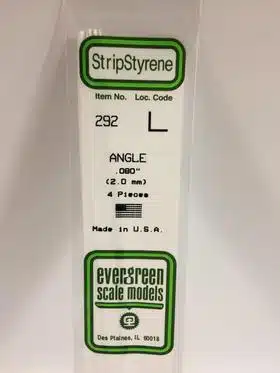 StripStyrene
Item No. Loc. Code
292 L
ANGLE
.080"
(2.0 mm)
4 Pieces
Made in U.S.A.
evergreen
scale models
Des Plaines, IL 60018